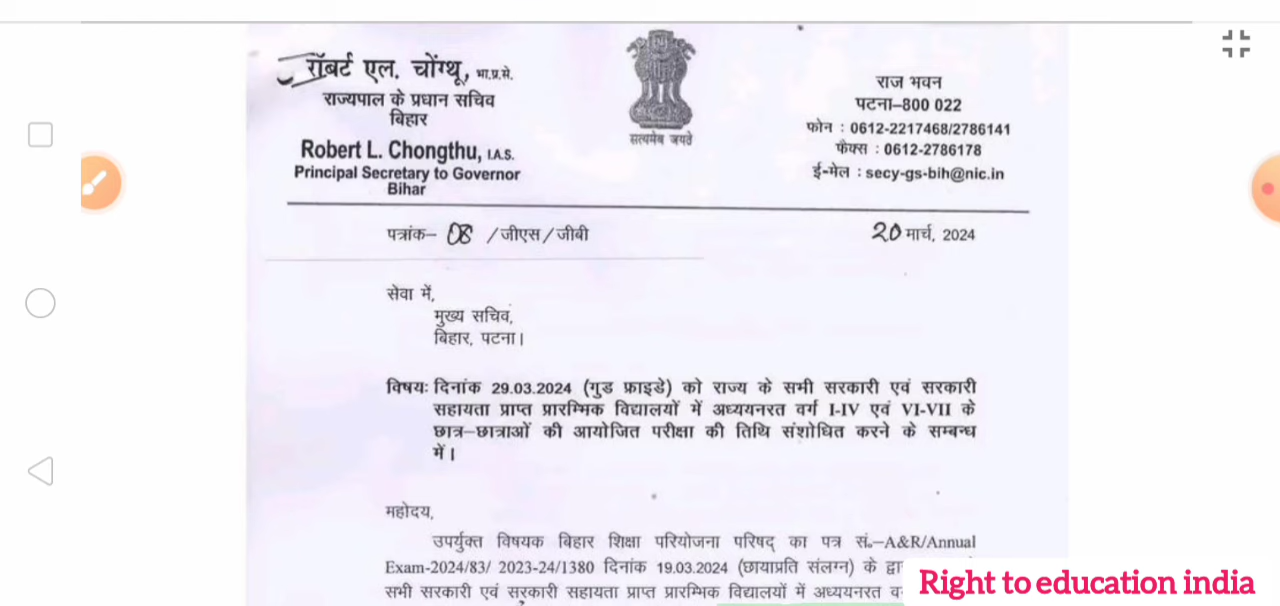 रॉबर्ट एल. चोंग्थू, भा.प्र.से.
राज्यपाल के प्रधान सचिव
बिहार
Robert L. Chongthu, I.A.S.
Principal Secretary to Governor
Bihar
सत्यमेव जयते
राज भवन
पटना–800 022
फोन : 0612-2217468/2786141
फैक्स : 0612-2786178
ई-मेल : secy-gs-bih@nic.in
पत्रांक– 08 /जीएस/जीबी
20 मार्च, 2024
सेवा में,
मुख्य सचिव,
बिहार, पटना।
विषयः दिनांक 29.03.2024 (गुड फ्राइडे) को राज्य के सभी सरकारी एवं सरकारी
सहायता प्राप्त प्रारम्भिक विद्यालयों में अध्ययनरत वर्ग I-IV एवं VI-VII के
छात्र–छात्राओं की आयोजित परीक्षा की तिथि संशोधित करने के सम्बन्ध
में।
महोदय,
उपर्युक्त विषयक बिहार शिक्षा परियोजना परिषद् का पत्र सं.–A&R/Annual
Exam-2024/83/ 2023-24/1380 दिनांक 19.03.2024 (छायाप्रति संलग्न) के
सभी सरकारी एवं सरकारी सहायता प्राप्त प्रारम्भिक विद्यालयों में अध्ययनरत
Right to education india